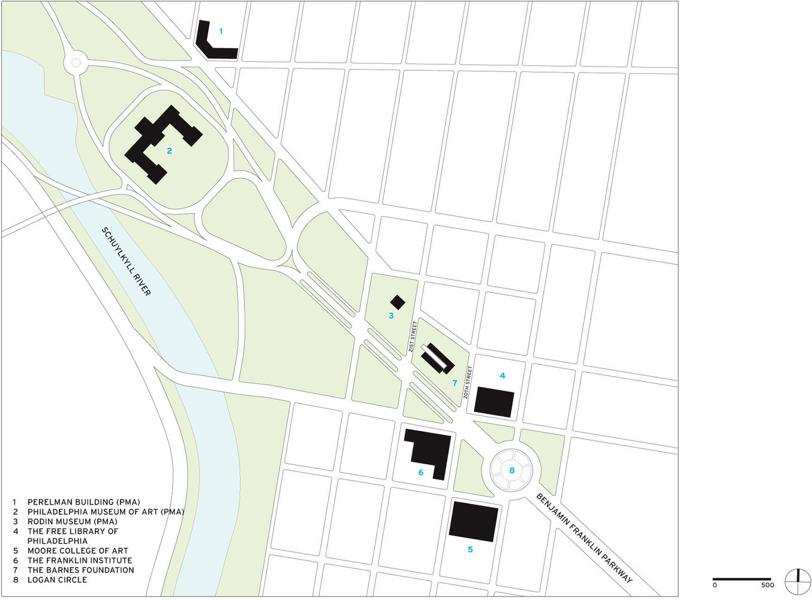 1
2
SCHUYLKYLL RIVER
3
21ST STREET
7
20TH STREET
4
6
8
5
BENJAMIN FRANKLIN PARKWAY
1 PERELMAN BUILDING (PMA)
2 PHILADELPHIA MUSEUM OF ART (PMA)
3 RODIN MUSEUM (PMA)
4 THE FREE LIBRARY OF
PHILADELPHIA
5 MOORE COLLEGE OF ART
6 THE FRANKLIN INSTITUTE
7 THE BARNES FOUNDATION
8 LOGAN CIRCLE
0 500